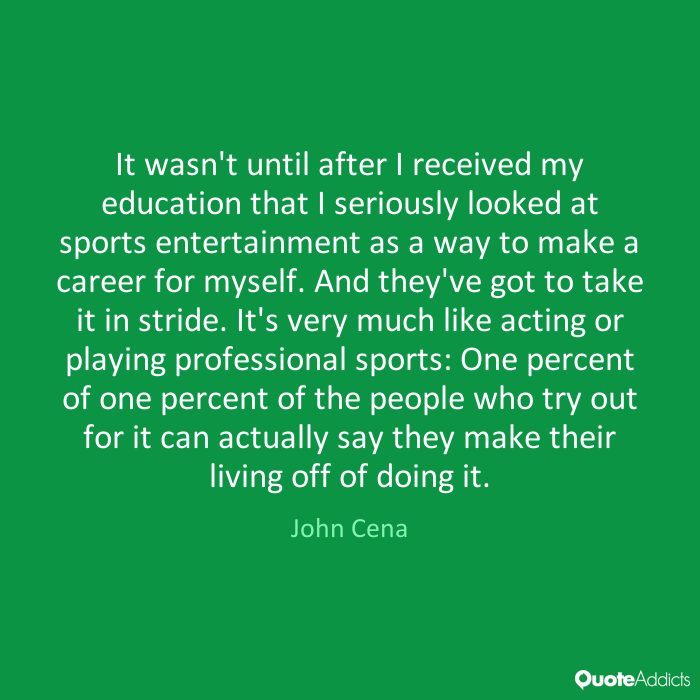 It wasn't until after I received my
education that I seriously looked at
sports entertainment as a way to make a
career for myself. And they've got to take
it in stride. It's very much like acting or
playing professional sports: One percent
of one percent of the people who try out
for it can actually say they make their
living off of doing it.
John Cena
QuoteAddicts